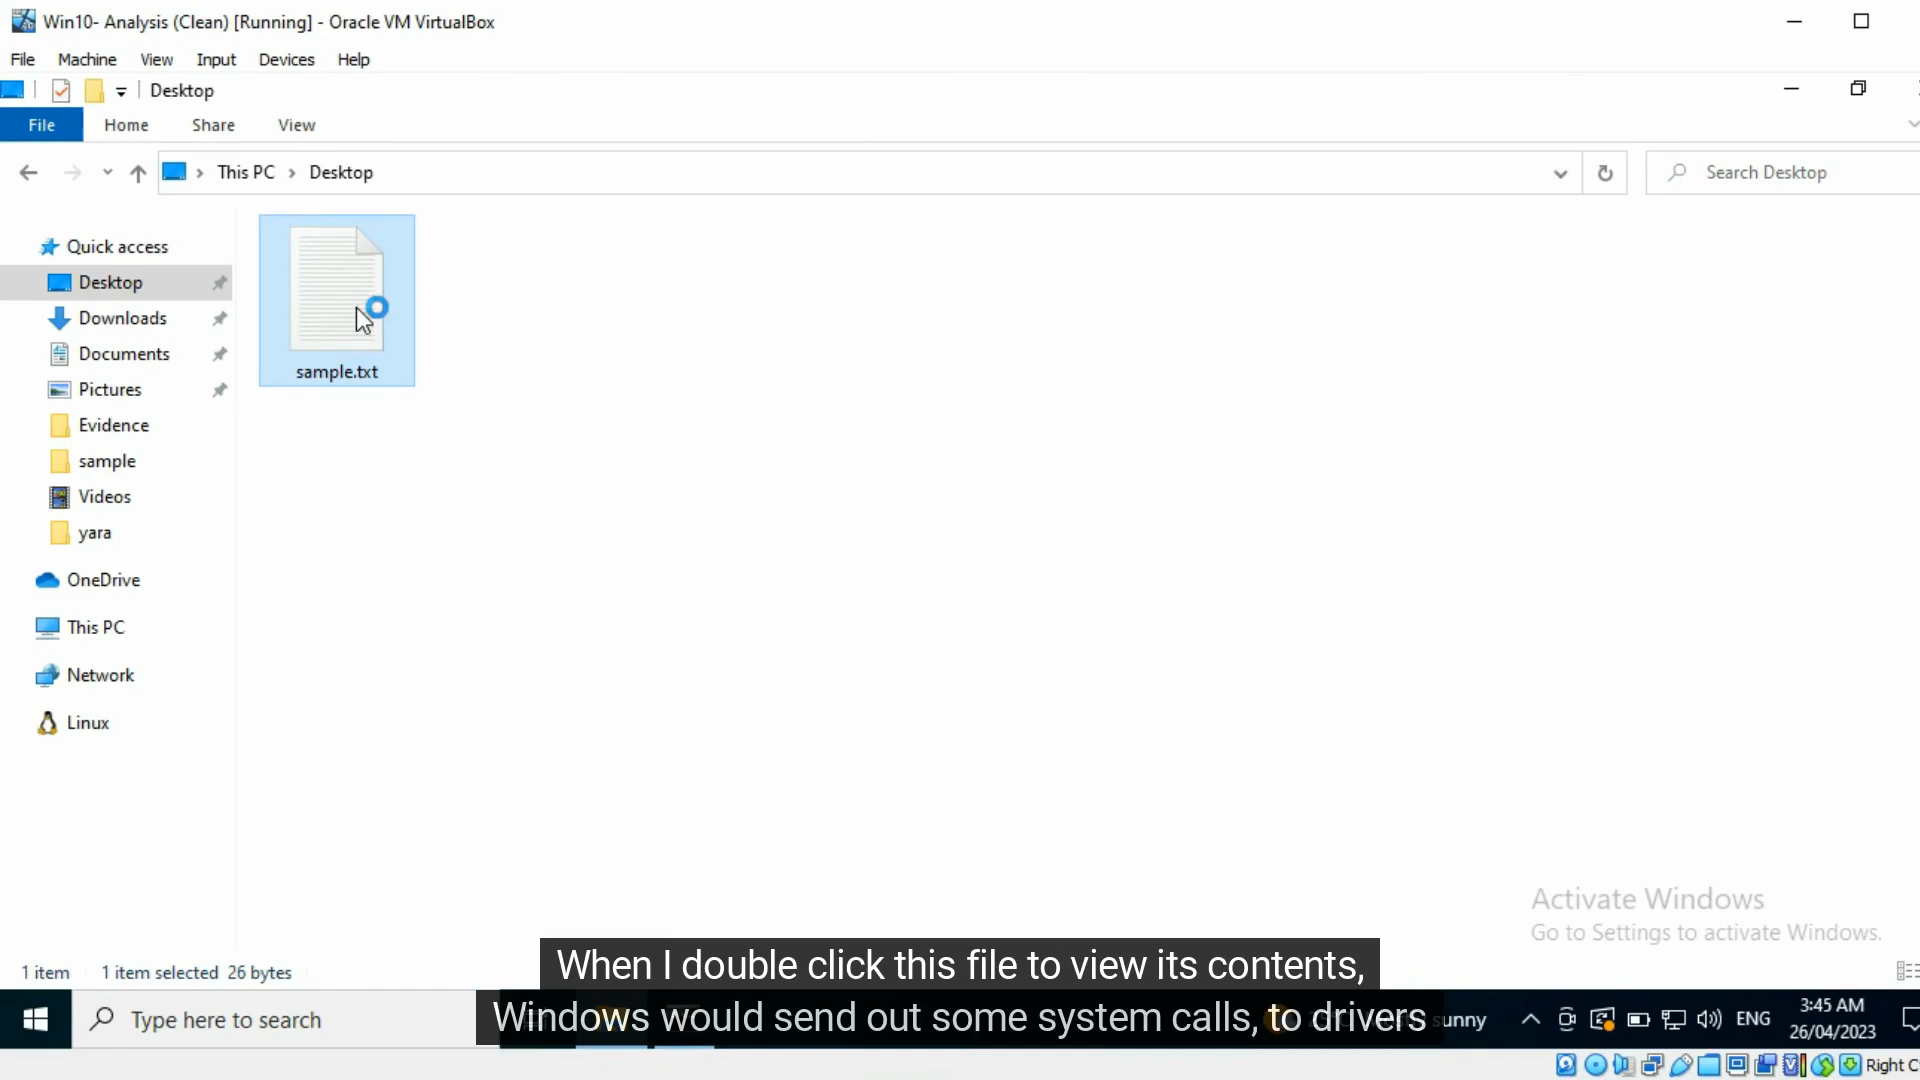 Win10- Analysis (Clean) [Running] - Oracle VM VirtualBox
File Machine View Input Devices Help
Desktop
File Home Share View
This PC Desktop
Search Desktop
Quick access
Desktop
Downloads
Documents
Pictures
Evidence
sample
Videos
yara
OneDrive
This PC
Network
Linux
sample.txt
Activate Windows
Go to Settings to activate Windows.
1 item 1 item selected 26 bytes
When I double click this file to view its contents,
Windows would send out some system calls, to drivers
Type here to search
sunny
ENG
3:45 AM
26/04/2023
Right C